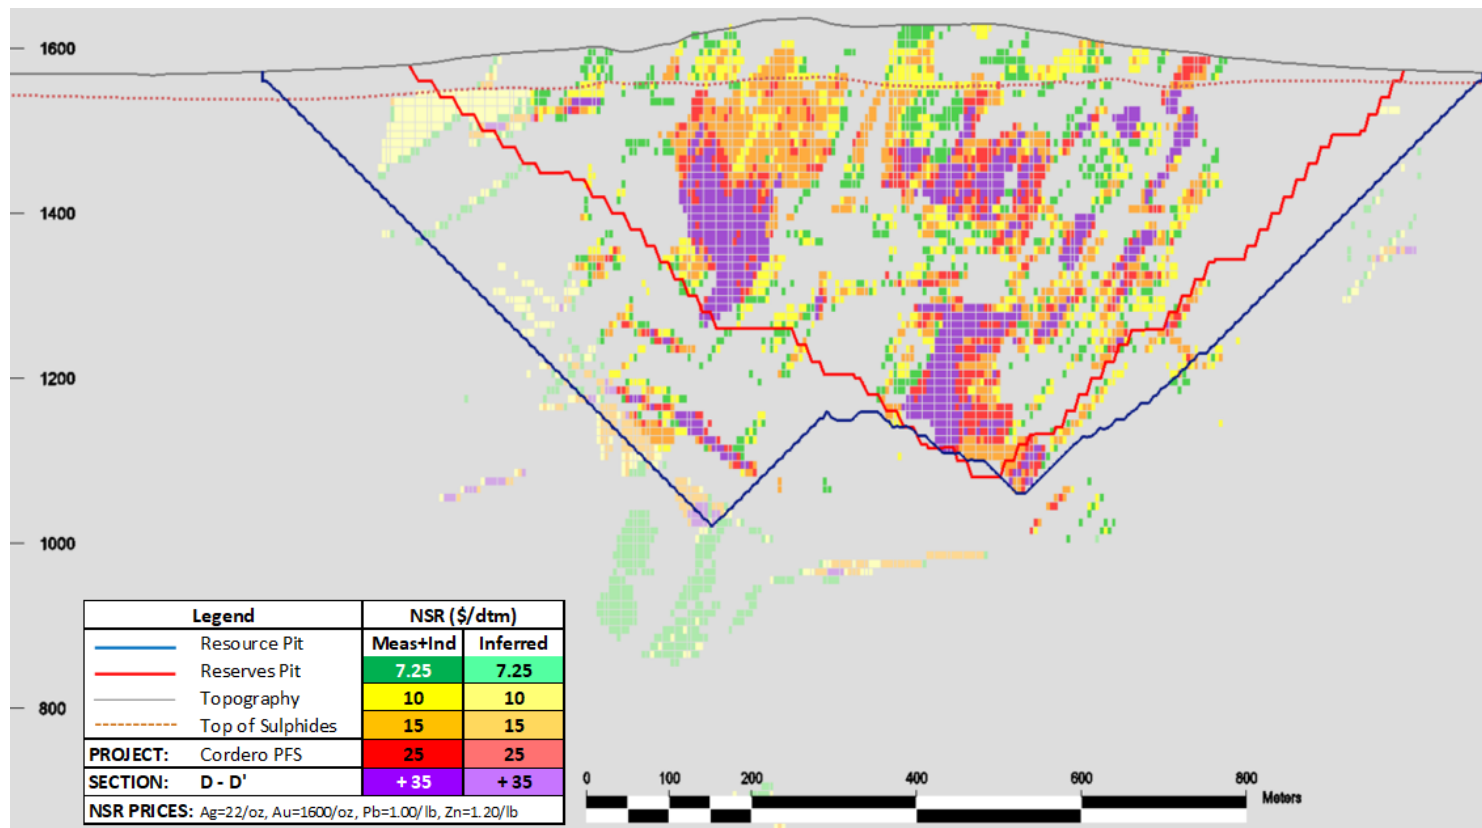 1600
1400
1200
1000
800
Legend NSR ($/dtm)
Resource Pit Meas+Ind Inferred
Reserves Pit 7.25 7.25
Topography 10 10
Top of Sulphides 15 15
PROJECT: Cordero PFS 25 25
SECTION: D - D' + 35 + 35
NSR PRICES: Ag=22/oz, Au=1600/oz, Pb=1.00/lb, Zn=1.20/lb
0 100 200 400 600 800
Meters